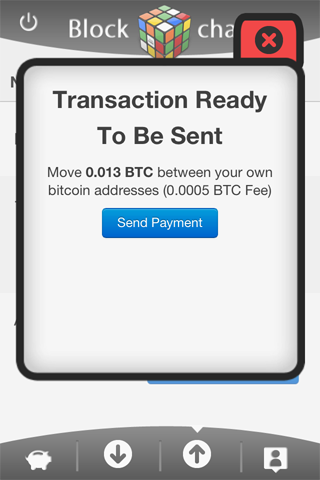 Block cha
Transaction Ready
To Be Sent
Move 0.013 BTC between your own
bitcoin addresses (0.0005 BTC Fee)
Send Payment